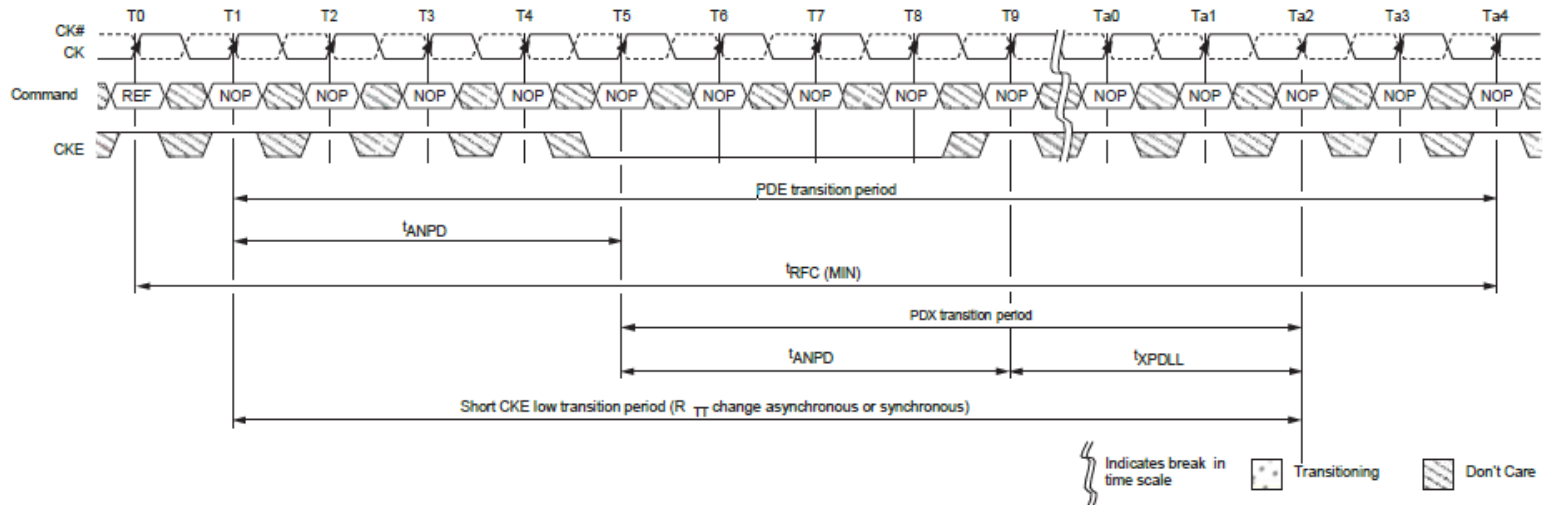 T0 T1 T2 T3 T4 T5 T6 T7 T8 T9 Ta0 Ta1 Ta2 Ta3 Ta4
CK#
CK
Command REF NOP NOP NOP NOP NOP NOP NOP NOP NOP NOP NOP NOP NOP NOP
CKE
PDE transition period
tANPD
tRFC (MIN)
PDX transition period
tANPD tXPDLL
Short CKE low transition period (R TT change asynchronous or synchronous)
Indicates break in
time scale
Transitioning
Don't Care